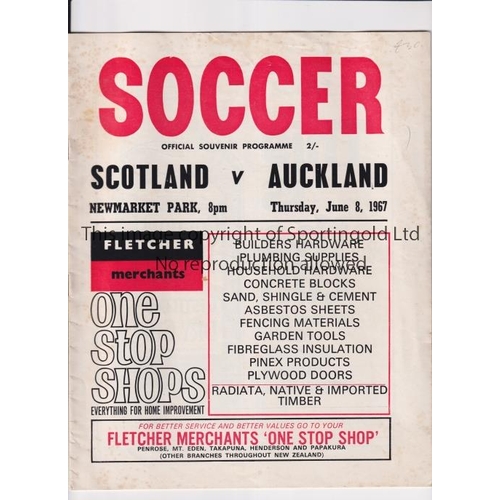 SOCCER
OFFICIAL SOUVENIR PROGRAMME 2/-
SCOTLAND v AUCKLAND
NEWMARKET PARK, 8pm Thursday, June 8, 1967
This image is copyright of Sportingold Ltd
No reproduction allowed
FLETCHER
merchants
one
stop
shops
EVERYTHING FOR HOME IMPROVEMENT
BUILDERS HARDWARE
PLUMBING SUPPLIES
HOUSEHOLD HARDWARE
CONCRETE BLOCKS
SAND, SHINGLE & CEMENT
ASBESTOS SHEETS
FENCING MATERIALS
GARDEN TOOLS
FIBREGLASS INSULATION
PINEX PRODUCTS
PLYWOOD DOORS
RADIATA, NATIVE & IMPORTED
TIMBER
FOR BETTER SERVICE AND BETTER VALUES GO TO YOUR
FLETCHER MERCHANTS 'ONE STOP SHOP'
PENROSE, MT. EDEN, TAKAPUNA, HENDERSON AND PAPAKURA
(OTHER BRANCHES THROUGHOUT NEW ZEALAND)